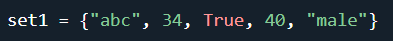 set1 = {"abc", 34, True, 40, "male"}